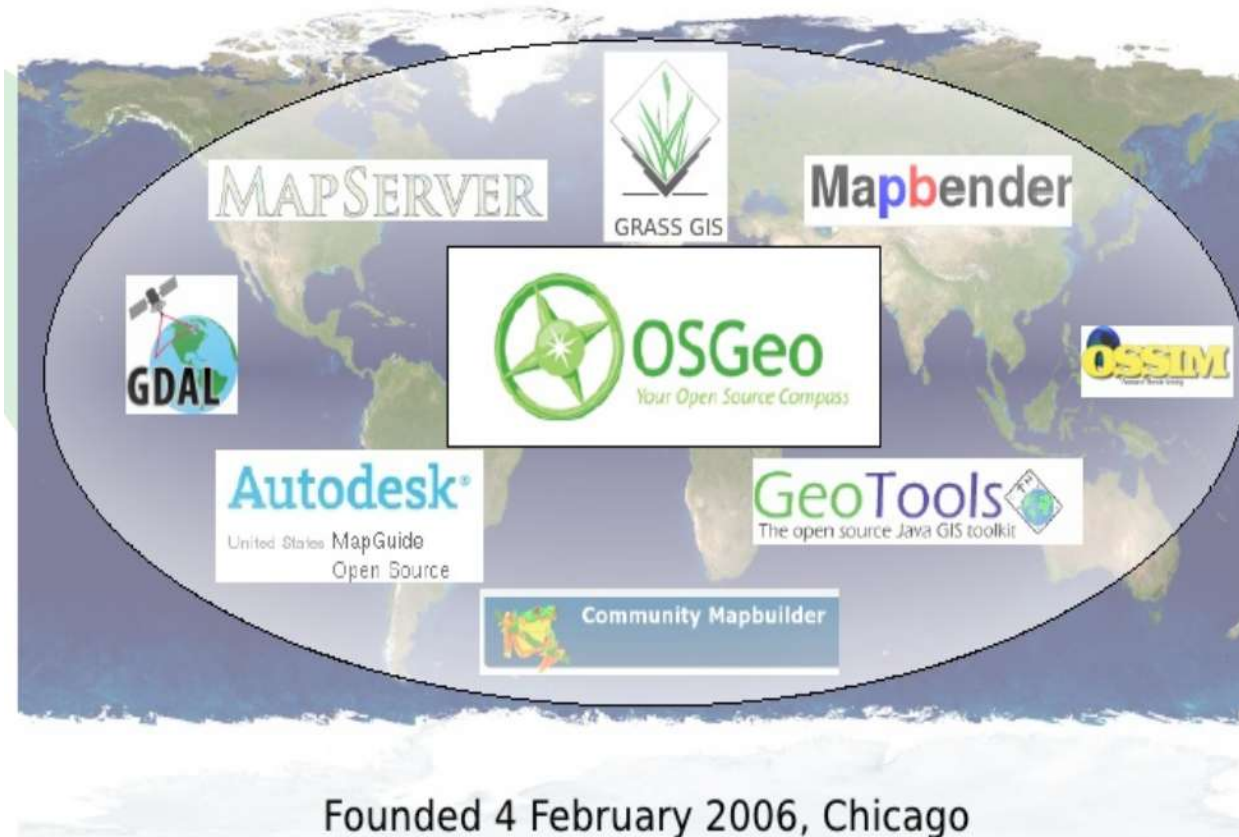 GRASS GIS
MAPSERVER
Mapbender
OSGeo
Your Open Source Compass
GDAL
OSSIM
Autodesk®
United States MapGuide
Open Source
GeoTools
The open source Java GIS toolkit
Community Mapbuilder
Founded 4 February 2006, Chicago